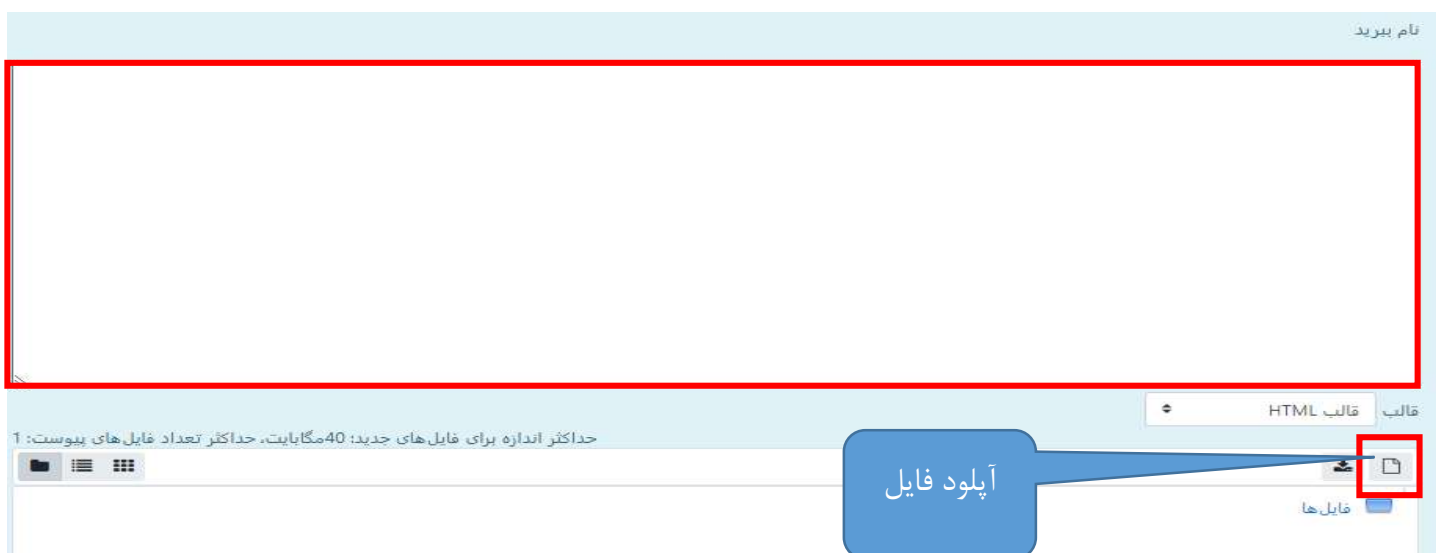 نام ببرید
قالب قالب HTML
حداکثر اندازه برای فایل‌های جدید: 40مگابایت، حداکثر تعداد فایل‌های پیوست: 1
آپلود فایل
فایل‌ها